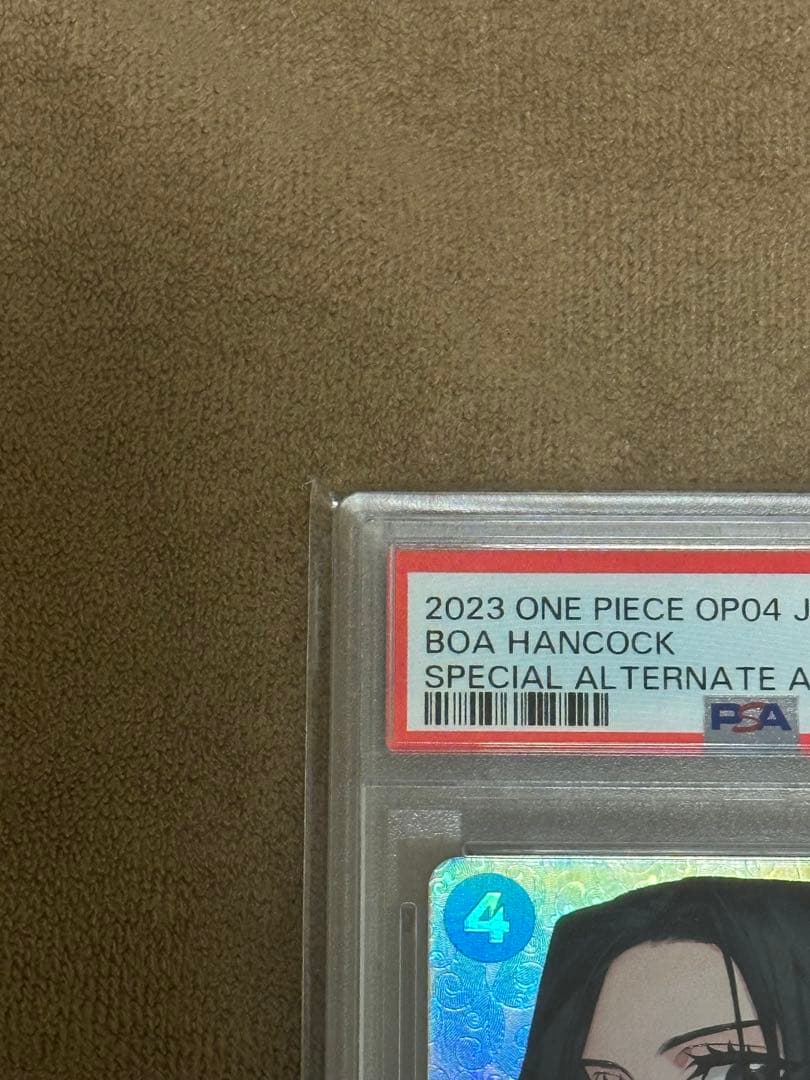 2023 ONE PIECE OP04 J
BOA HANCOCK
SPECIAL ALTERNATE A
PSA
4